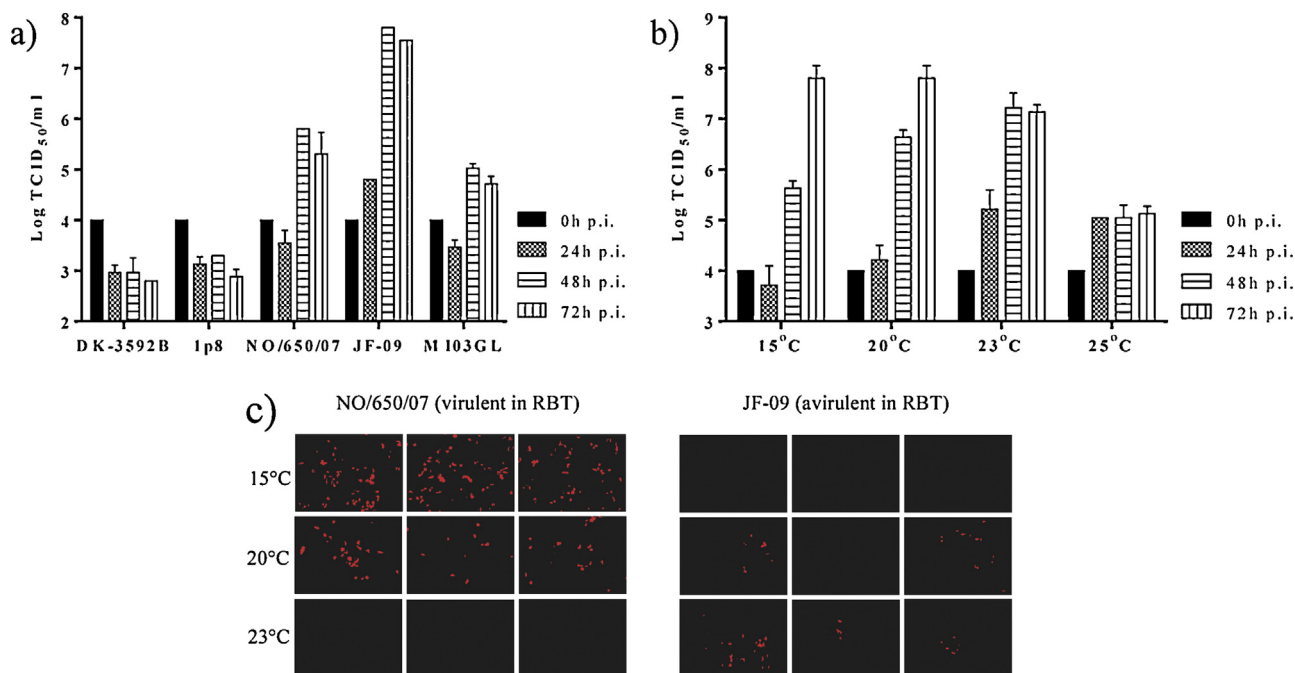 a)
Log TCID50/ml
8
7
6
5
4
3
2
DK-3592B 1p8 NO/650/07 JF-09 MI03GL
0h p.i.
24h p.i.
48h p.i.
72h p.i.
b)
Log TCID50/ml
9
8
7
6
5
4
3
15°C 20°C 23°C 25°C
0h p.i.
24h p.i.
48h p.i.
72h p.i.
c)
NO/650/07 (virulent in RBT) JF-09 (avirulent in RBT)
15°C
20°C
23°C